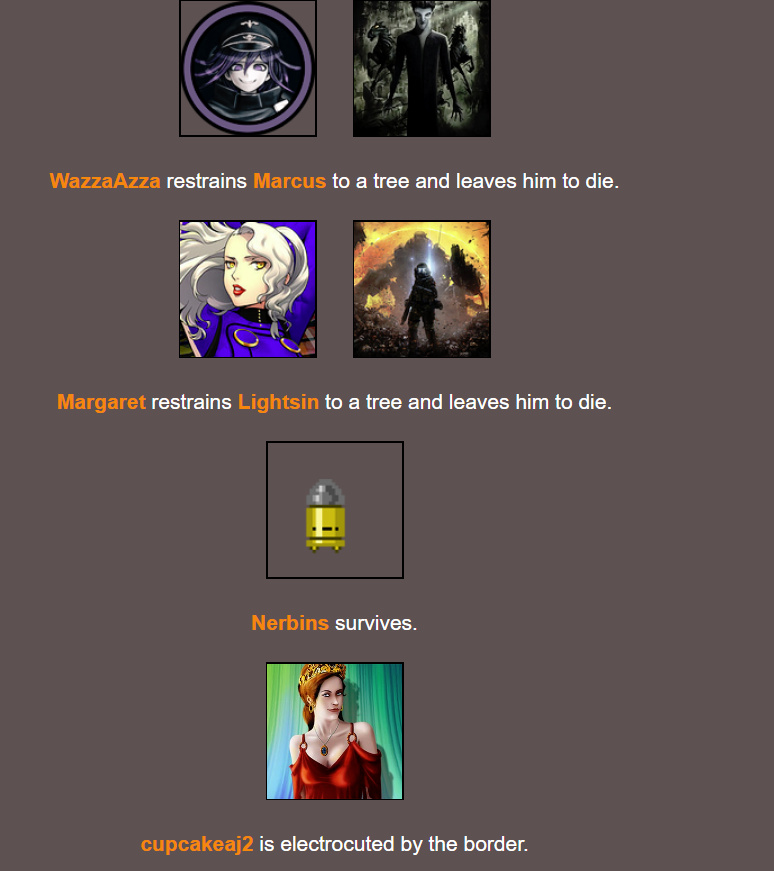 WazzaAzza restrains Marcus to a tree and leaves him to die.
Margaret restrains Lightsin to a tree and leaves him to die.
Nerbins survives.
cupcakeaj2 is electrocuted by the border.